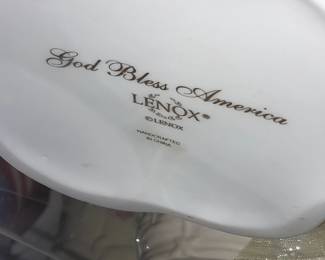 God Bless America
LENOX®
© LENOX
HANDCRAFTED
IN CHINA